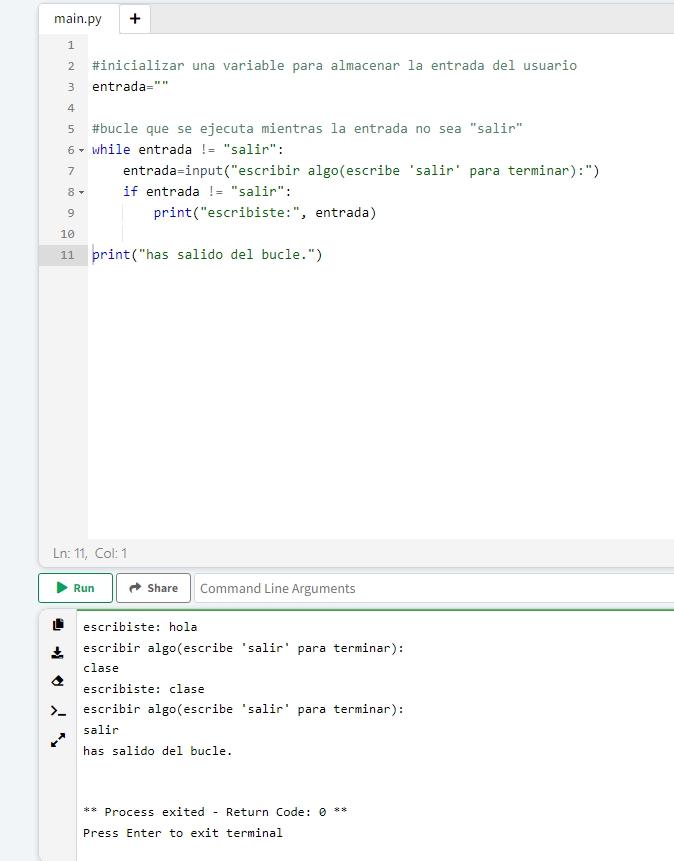 main.py +
1
2 #inicializar una variable para almacenar la entrada del usuario
3 entrada=""
4
5 #bucle que se ejecuta mientras la entrada no sea "salir"
6 while entrada != "salir":
7     entrada=input("escribir algo(escribe 'salir' para terminar):")
8     if entrada != "salir":
9         print("escribiste:", entrada)
10
11 print("has salido del bucle.")
Ln: 11, Col: 1
Run Share Command Line Arguments
escribiste: hola
escribir algo(escribe 'salir' para terminar):
clase
escribiste: clase
escribir algo(escribe 'salir' para terminar):
salir
has salido del bucle.
** Process exited - Return Code: 0 **
Press Enter to exit terminal